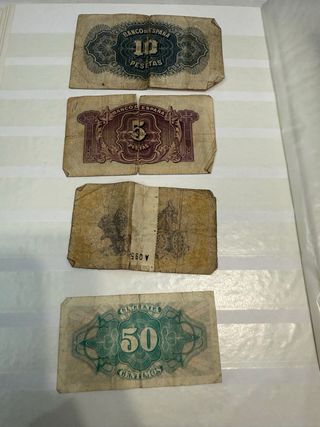 BANCO DE ESPAÑA
10
PESETAS
BANCO DE ESPAÑA
5
PESETAS
CINCUENTA
50
CENTIMOS